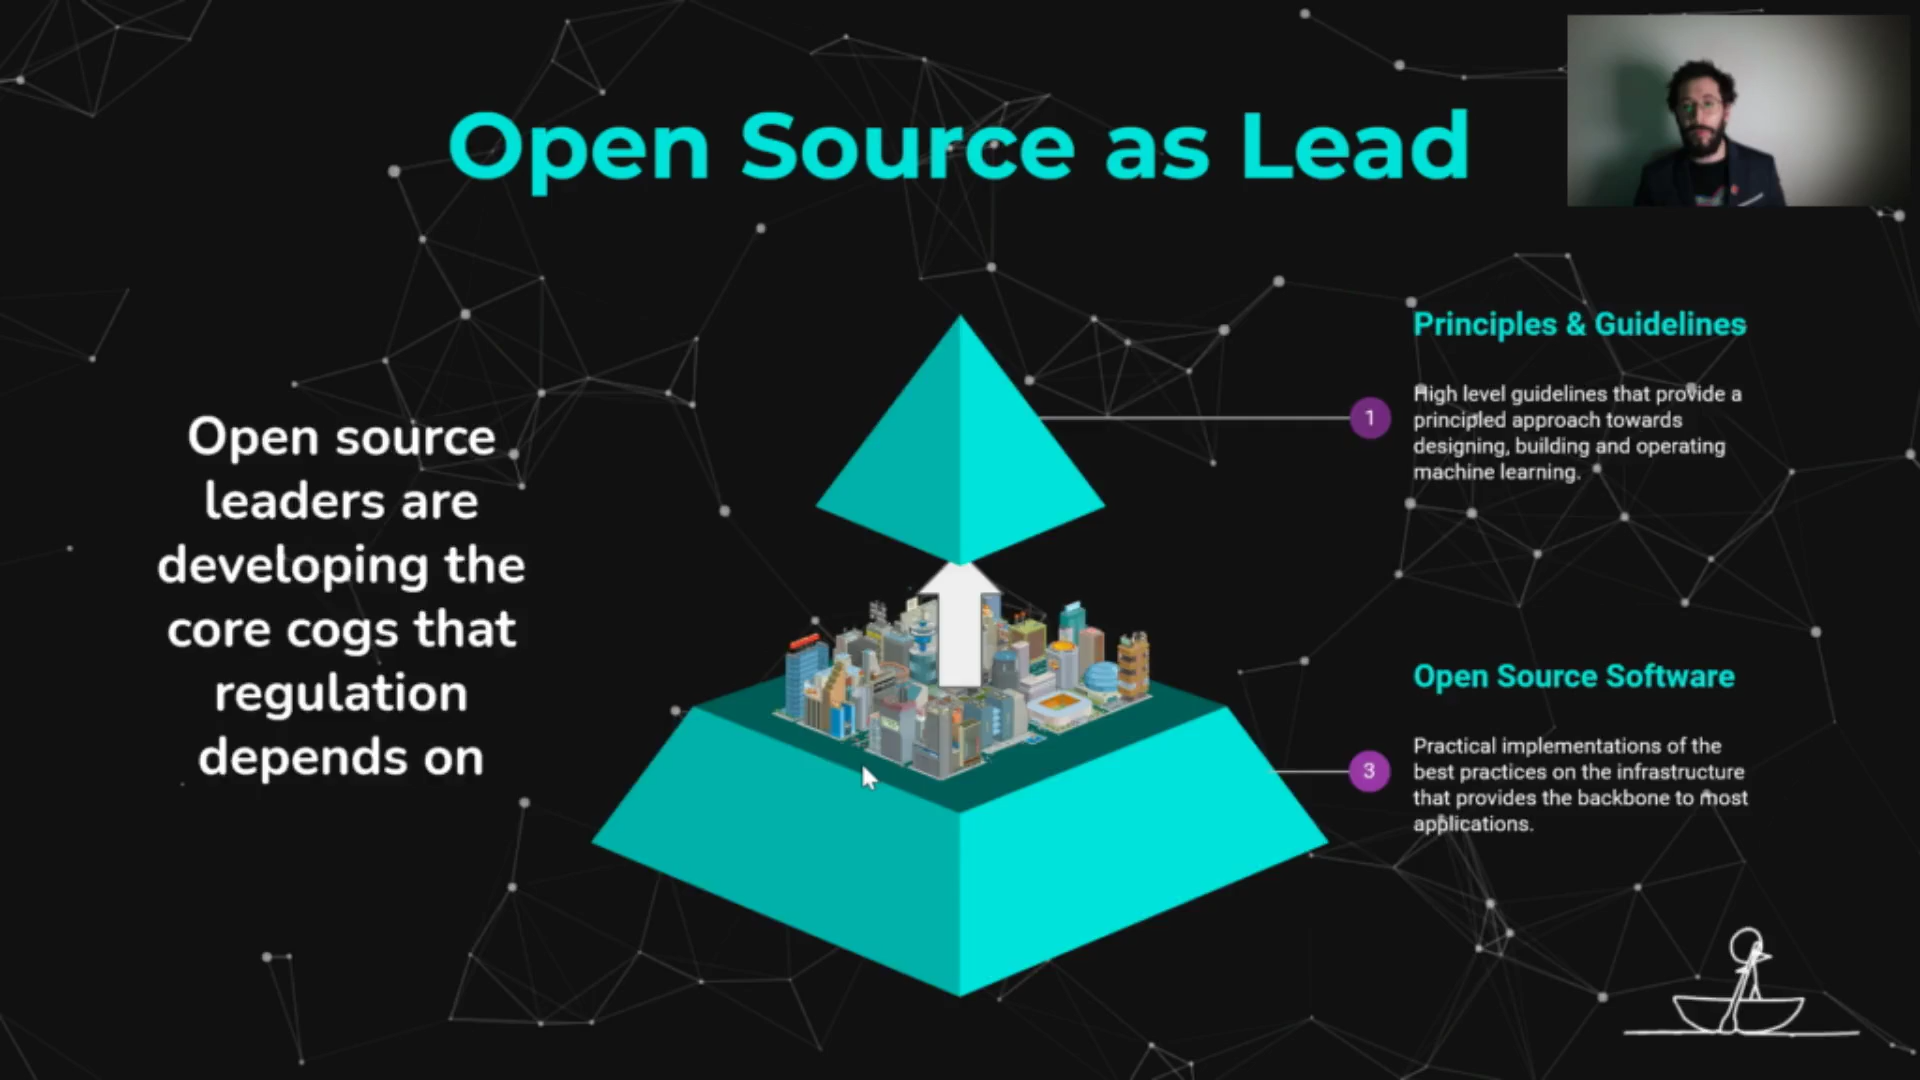 Open Source as Lead
Open source
leaders are
developing the
core cogs that
regulation
depends on
Principles & Guidelines
1
High level guidelines that provide a
principled approach towards
designing, building and operating
machine learning.
Open Source Software
3
Practical implementations of the
best practices on the infrastructure
that provides the backbone to most
applications.